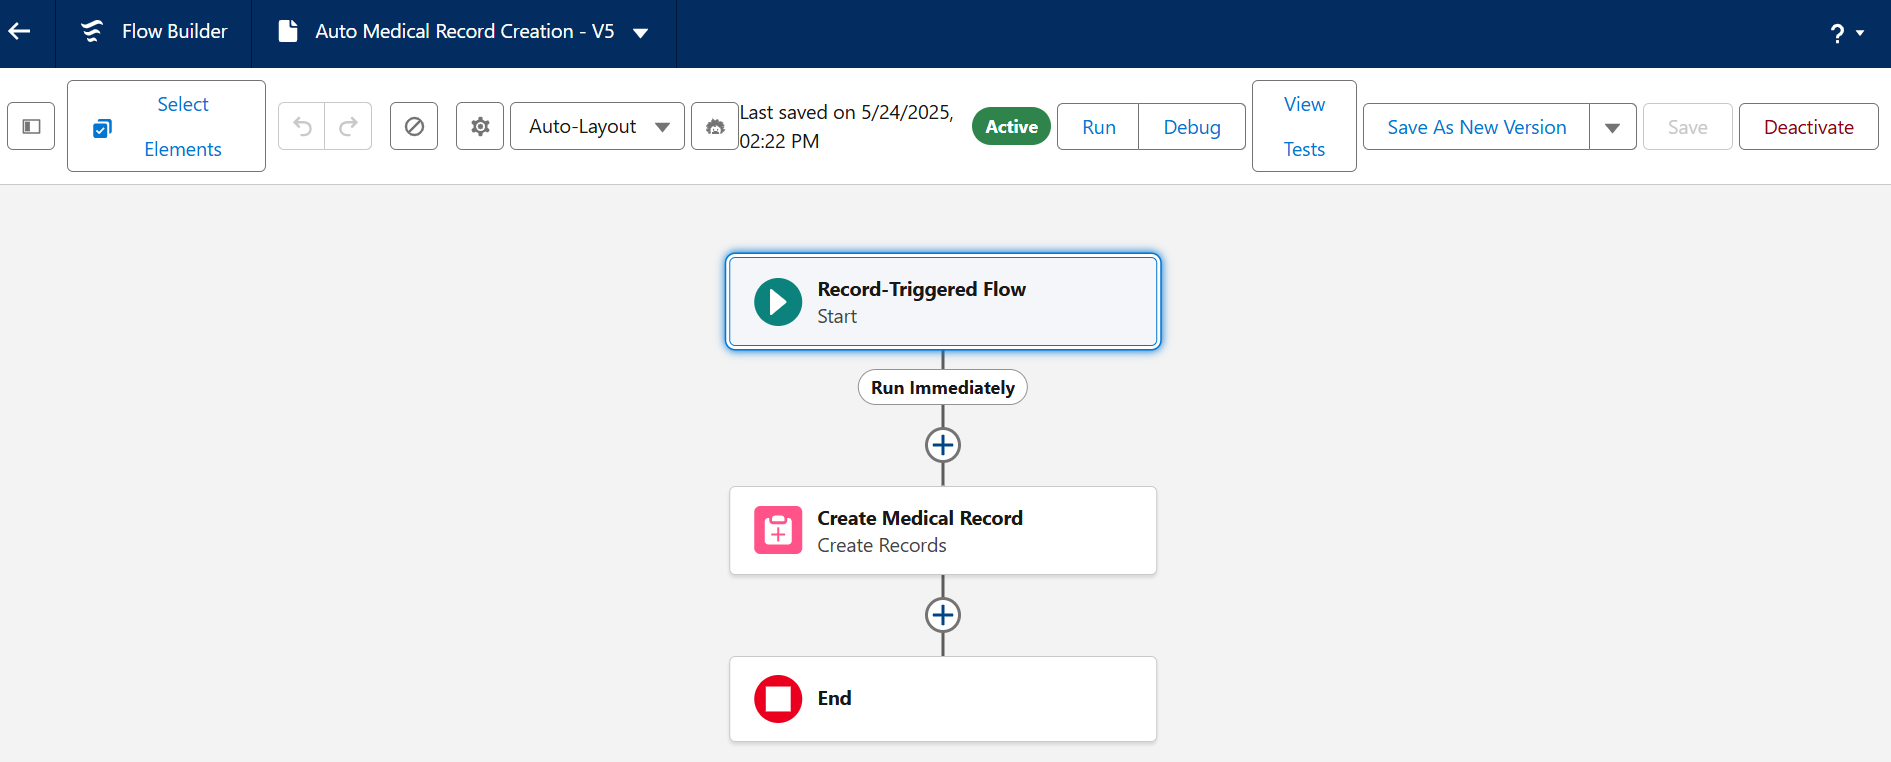 Flow Builder
Auto Medical Record Creation - V5
?
Select
Elements
Auto-Layout
Last saved on 5/24/2025,
02:22 PM
Active
Run
Debug
View
Tests
Save As New Version
Save
Deactivate
Record-Triggered Flow
Start
Run Immediately
Create Medical Record
Create Records
End